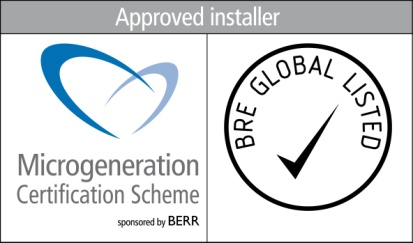 Approved installer
Microgeneration
Certification Scheme
sponsored by BERR
BRE GLOBAL LISTED